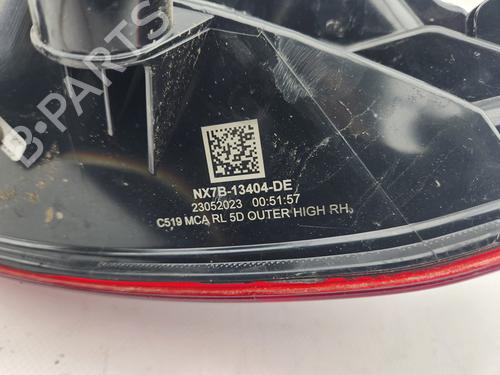 B-PARTS
NX7B-13404-DE
23052023 00:51:57
C519 MCA RL 5D OUTER HIGH RH